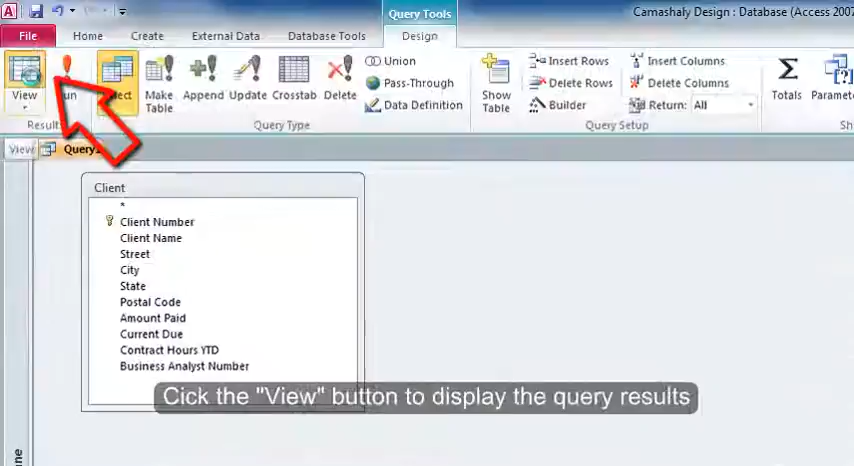 Query Tools
Camashaly Design : Database (Access 2007
File Home Create External Data Database Tools Design
View
Make Table
Append Update Crosstab Delete
Union
Pass-Through
Data Definition
Show Table
Insert Rows
Delete Rows
Builder
Insert Columns
Delete Columns
Return: All
Totals
Query Type
Query Setup
View
Client
*
Client Number
Client Name
Street
City
State
Postal Code
Amount Paid
Current Due
Contract Hours YTD
Business Analyst Number
Cick the "View" button to display the query results